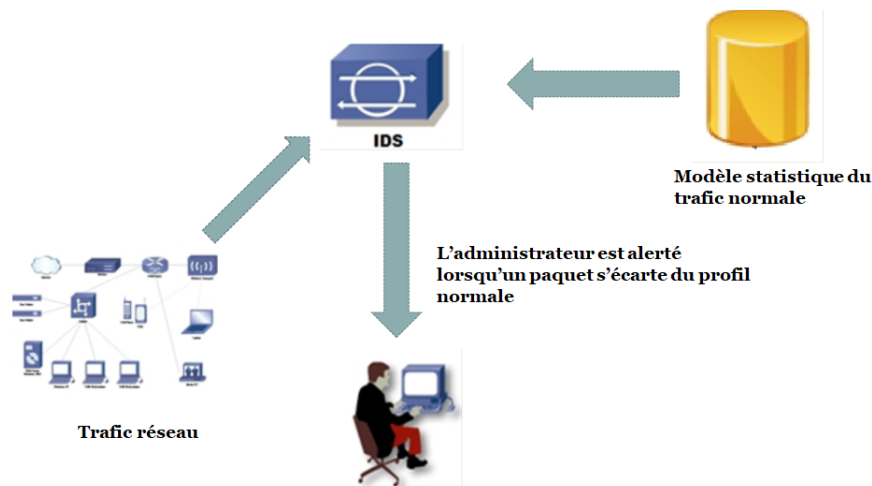 IDS
Modèle statistique du
trafic normale
L'administrateur est alerté
lorsqu'un paquet s'écarte du profil
normale
Trafic réseau